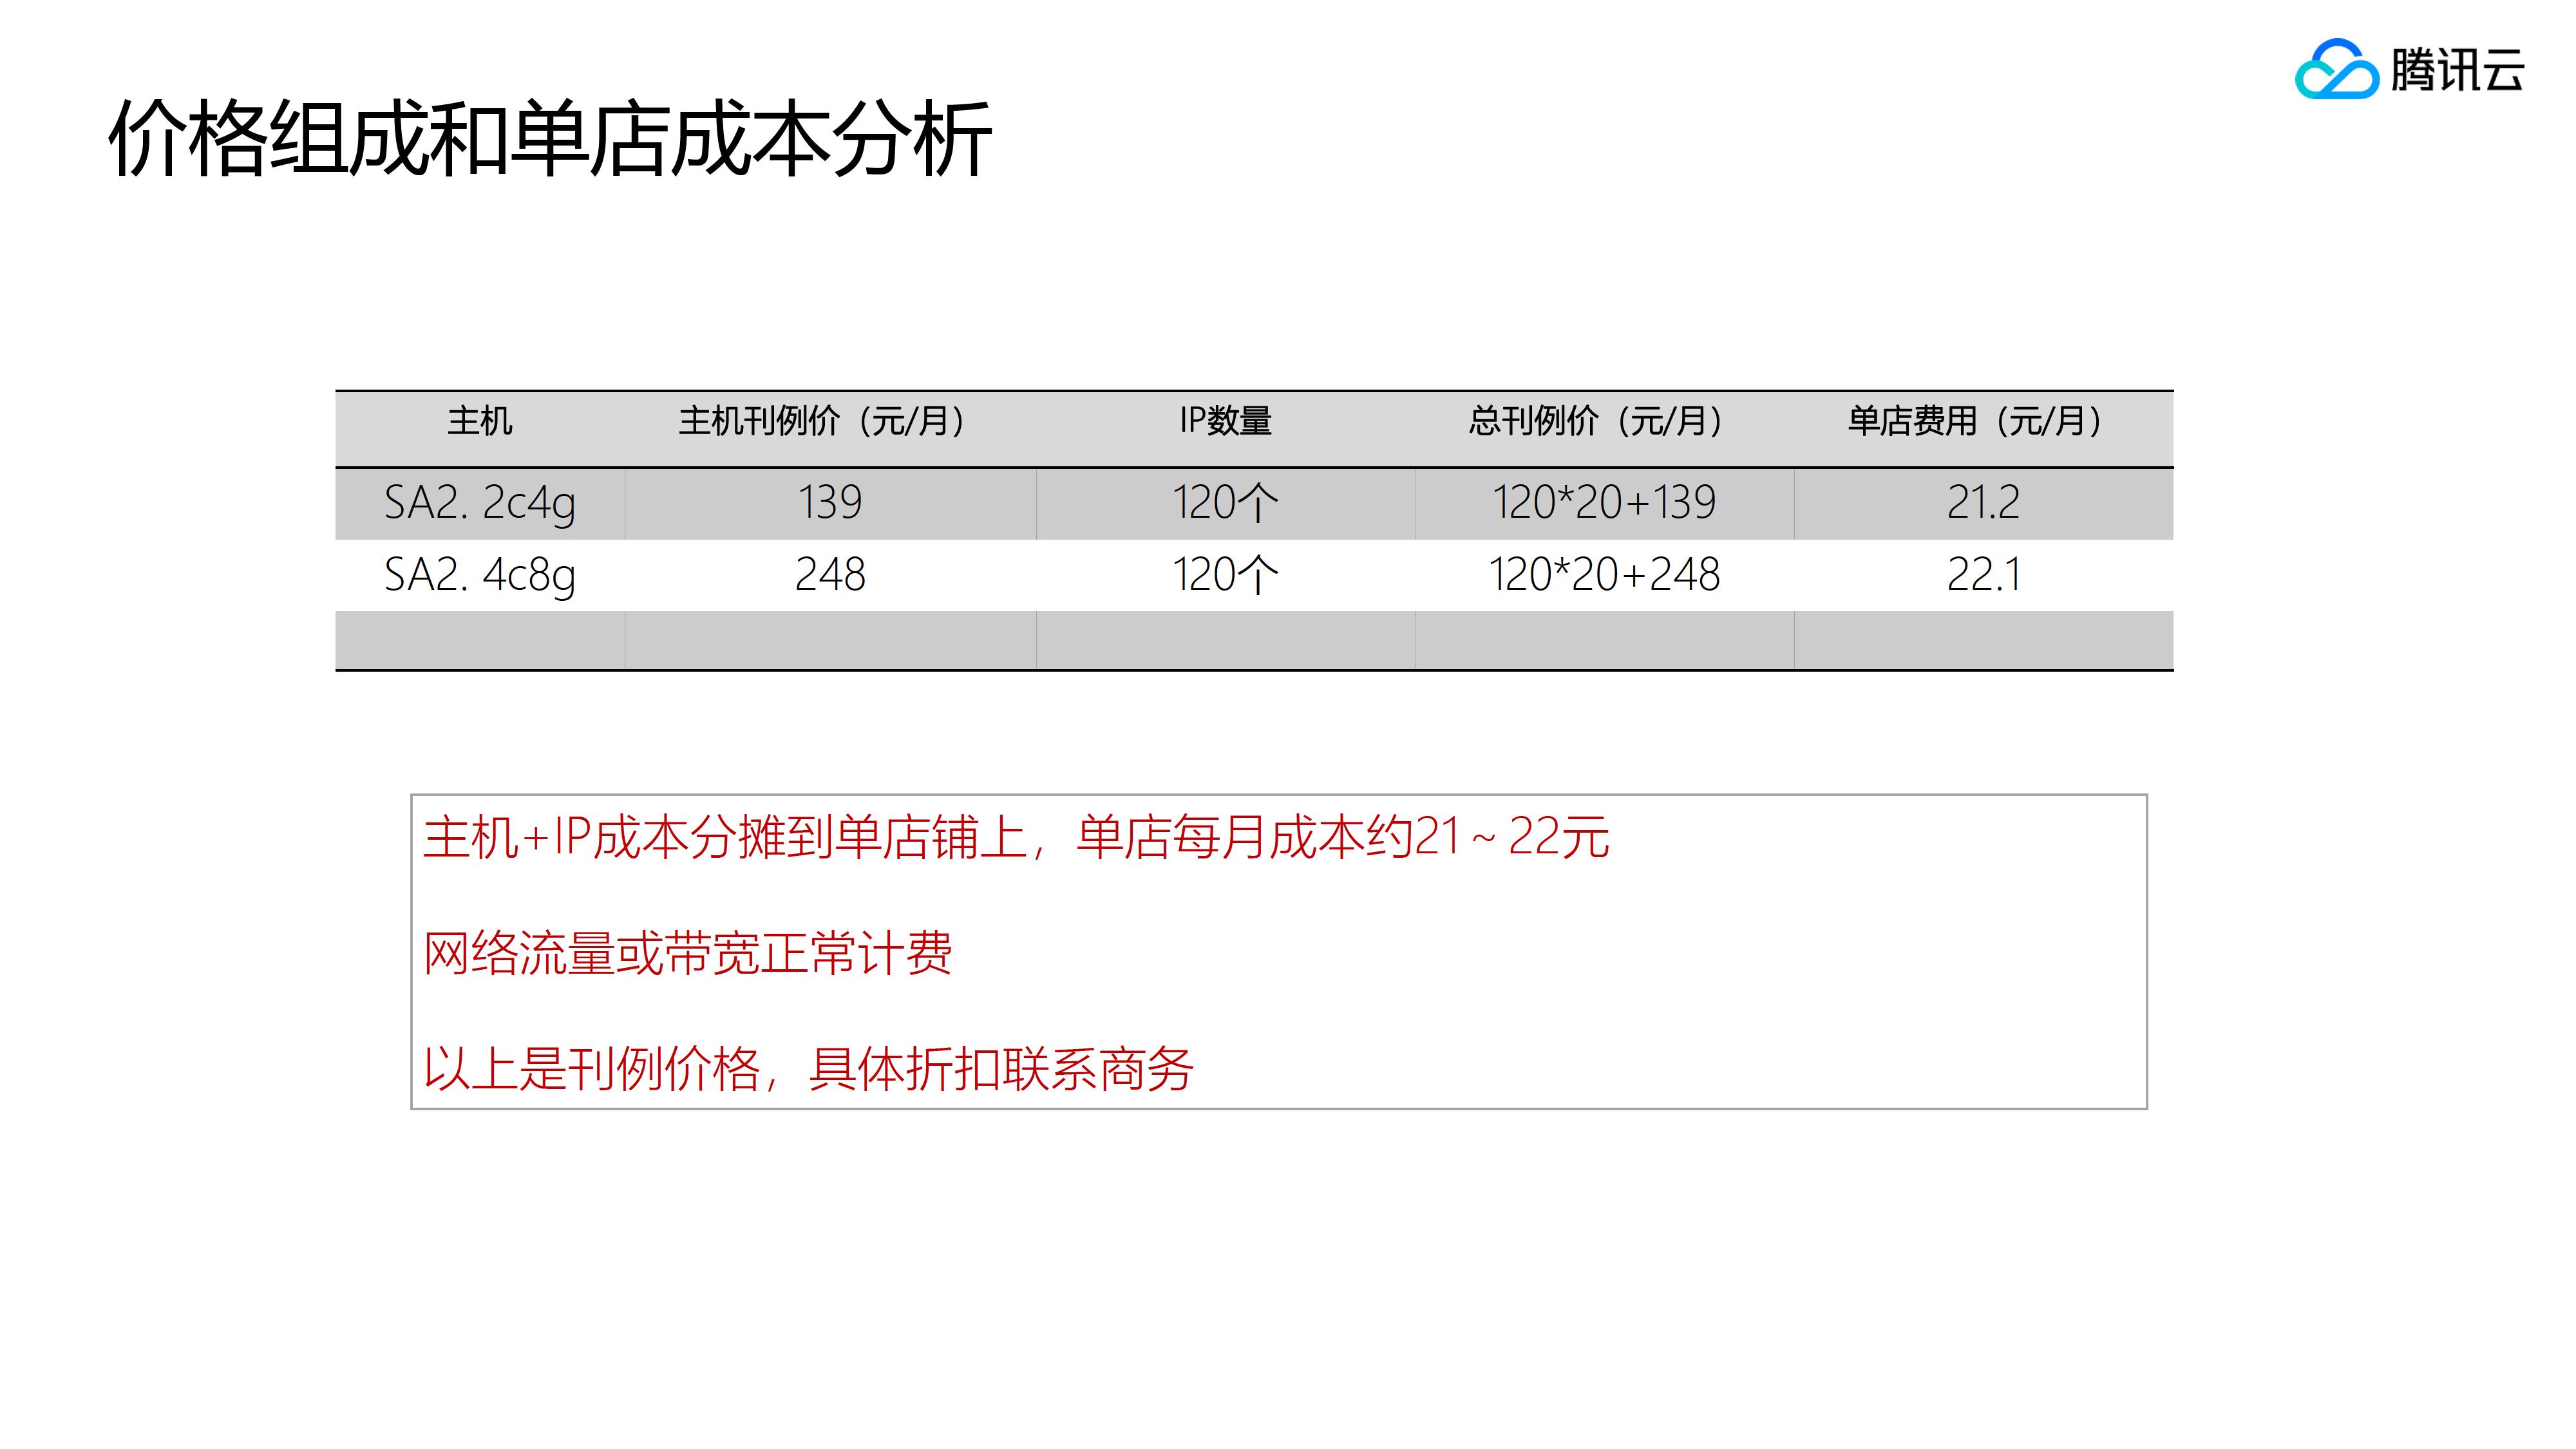 腾讯云
价格组成和单店成本分析
主机 主机刊例价（元/月） IP数量 总刊例价（元/月） 单店费用（元/月）
SA2. 2c4g 139 120个 120*20+139 21.2
SA2. 4c8g 248 120个 120*20+248 22.1
主机+IP成本分摊到单店铺上，单店每月成本约21～22元
网络流量或带宽正常计费
以上是刊例价格，具体折扣联系商务